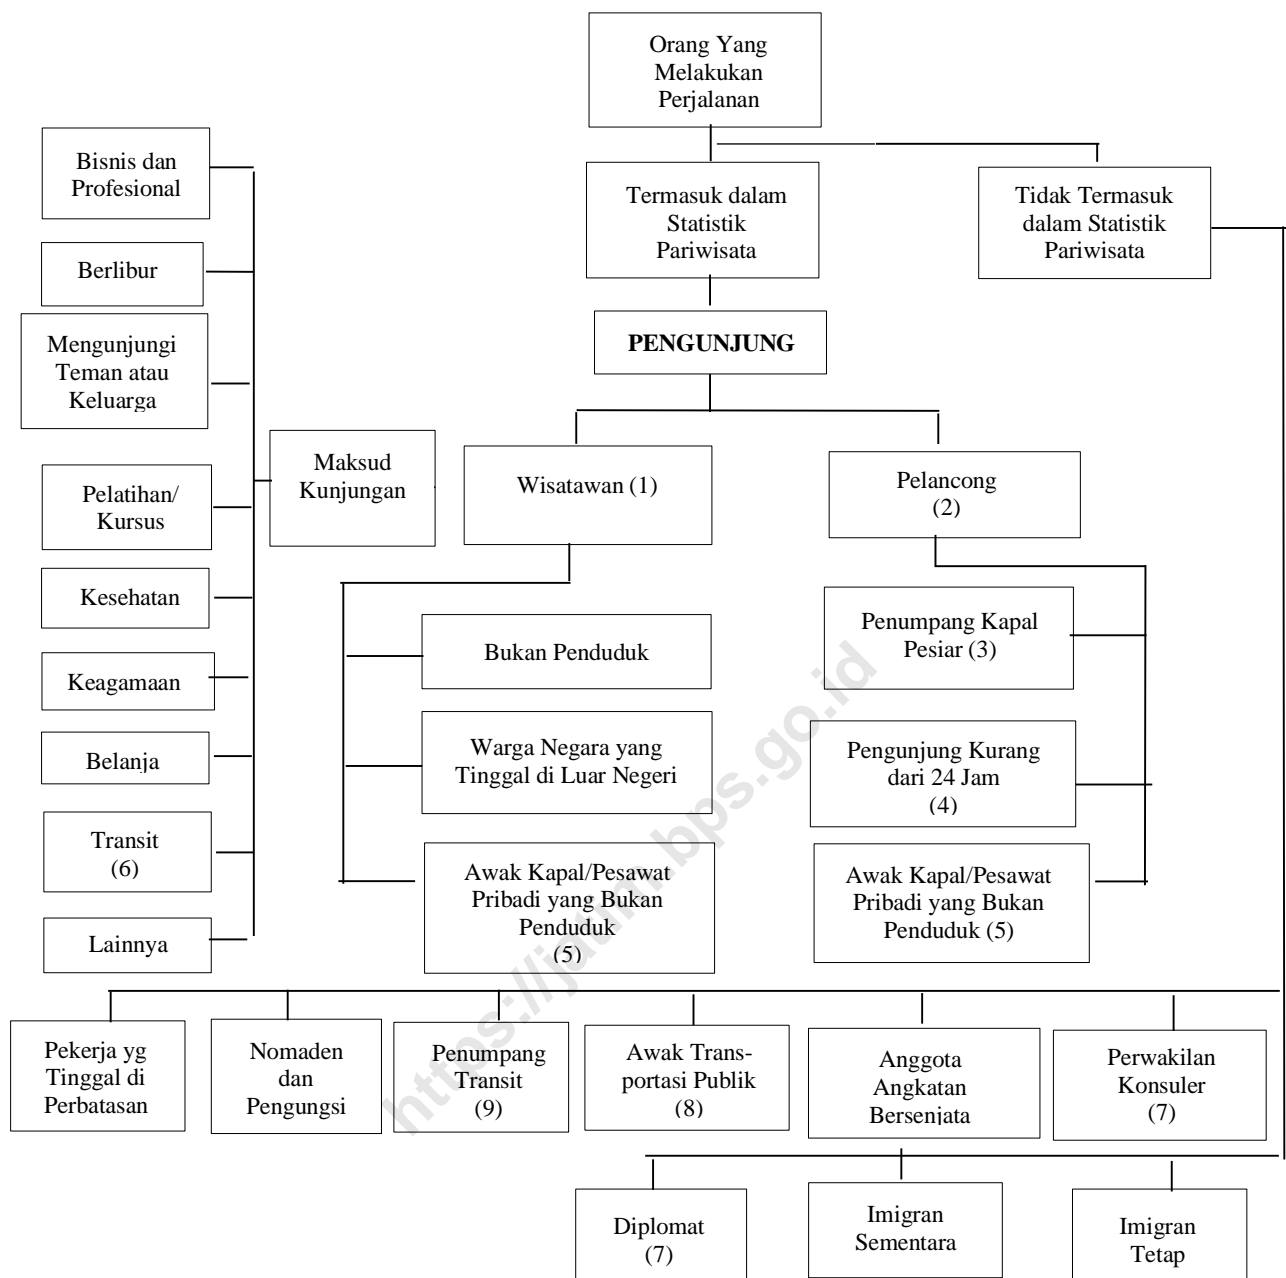 Orang Yang
Melakukan
Perjalanan
Termasuk dalam
Statistik
Pariwisata
Tidak Termasuk
dalam Statistik
Pariwisata
PENGUNJUNG
Bisnis dan
Profesional
Berlibur
Mengunjungi
Teman atau
Keluarga
Pelatihan/
Kursus
Kesehatan
Keagamaan
Belanja
Transit
(6)
Lainnya
Maksud
Kunjungan
Wisatawan (1)
Pelancong
(2)
Bukan Penduduk
Warga Negara yang
Tinggal di Luar Negeri
Awak Kapal/Pesawat
Pribadi yang Bukan
Penduduk
(5)
Penumpang Kapal
Pesiar (3)
Pengunjung Kurang
dari 24 Jam
(4)
Awak Kapal/Pesawat
Pribadi yang Bukan
Penduduk (5)
Pekerja yg
Tinggal di
Perbatasan
Nomaden
dan
Pengungsi
Penumpang
Transit
(9)
Awak Trans-
portasi Publik
(8)
Anggota
Angkatan
Bersenjata
Perwakilan
Konsuler
(7)
Diplomat
(7)
Imigran
Sementara
Imigran
Tetap
https://jatim.bps.go.id